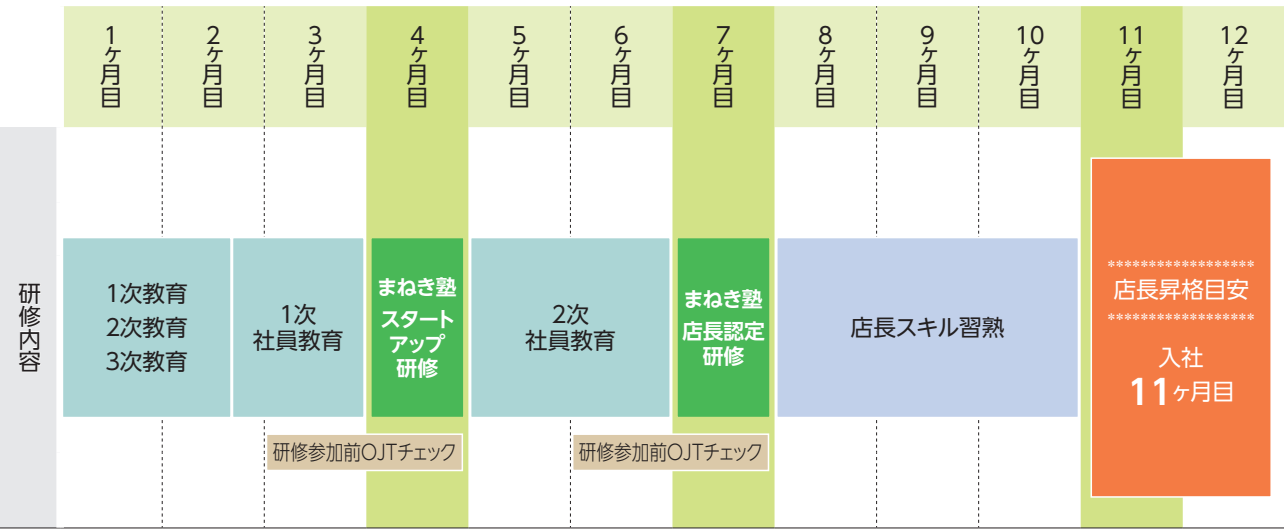 1ヶ月目
2ヶ月目
3ヶ月目
4ヶ月目
5ヶ月目
6ヶ月目
7ヶ月目
8ヶ月目
9ヶ月目
10ヶ月目
11ヶ月目
12ヶ月目
研修内容
1次教育
2次教育
3次教育
1次
社員教育
まねき塾
スタート
アップ
研修
2次
社員教育
まねき塾
店長認定
研修
店長スキル習熟
******************
店長昇格目安
******************
入社
11ヶ月目
研修参加前OJTチェック
研修参加前OJTチェック